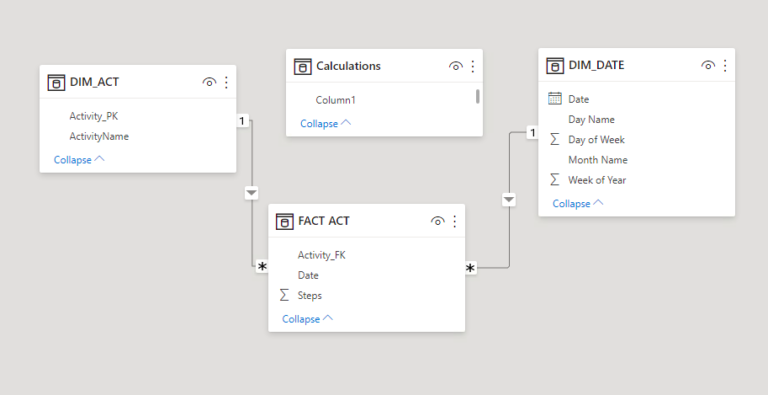 DIM_ACT
Activity_PK
ActivityName
Collapse
1
Calculations
Column1
Collapse
DIM_DATE
Date
Day Name
Day of Week
Month Name
Week of Year
Collapse
1
FACT ACT
Activity_FK
Date
Steps
Collapse
*
*